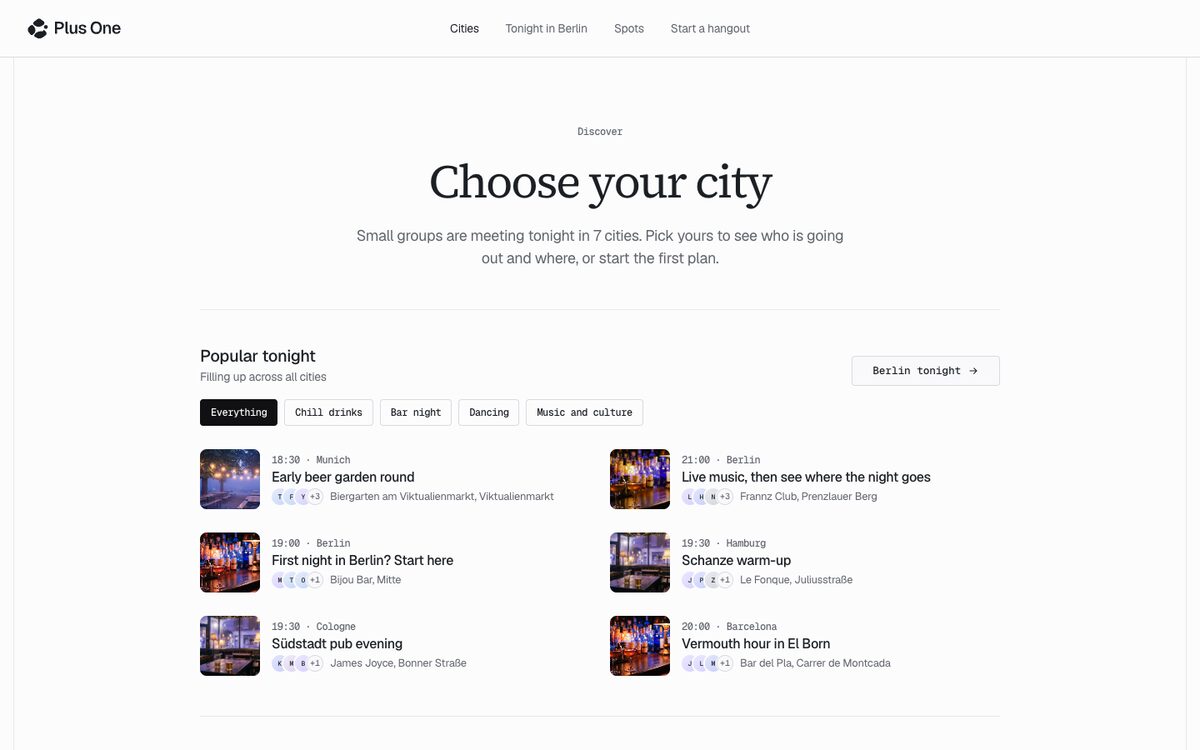 Plus One
Cities
Tonight in Berlin
Spots
Start a hangout
Discover
Choose your city
Small groups are meeting tonight in 7 cities. Pick yours to see who is going
out and where, or start the first plan.
Popular tonight
Filling up across all cities
Berlin tonight →
Everything
Chill drinks
Bar night
Dancing
Music and culture
18:30 · Munich
Early beer garden round
T F Y +3 Biergarten am Viktualienmarkt, Viktualienmarkt
21:00 · Berlin
Live music, then see where the night goes
L H N +3 Frannz Club, Prenzlauer Berg
19:00 · Berlin
First night in Berlin? Start here
M T O +1 Bijou Bar, Mitte
19:30 · Hamburg
Schanze warm-up
J P Z +1 Le Fonque, Juliusstraße
19:30 · Cologne
Südstadt pub evening
K M B +1 James Joyce, Bonner Straße
20:00 · Barcelona
Vermouth hour in El Born
J L M +1 Bar del Pla, Carrer de Montcada